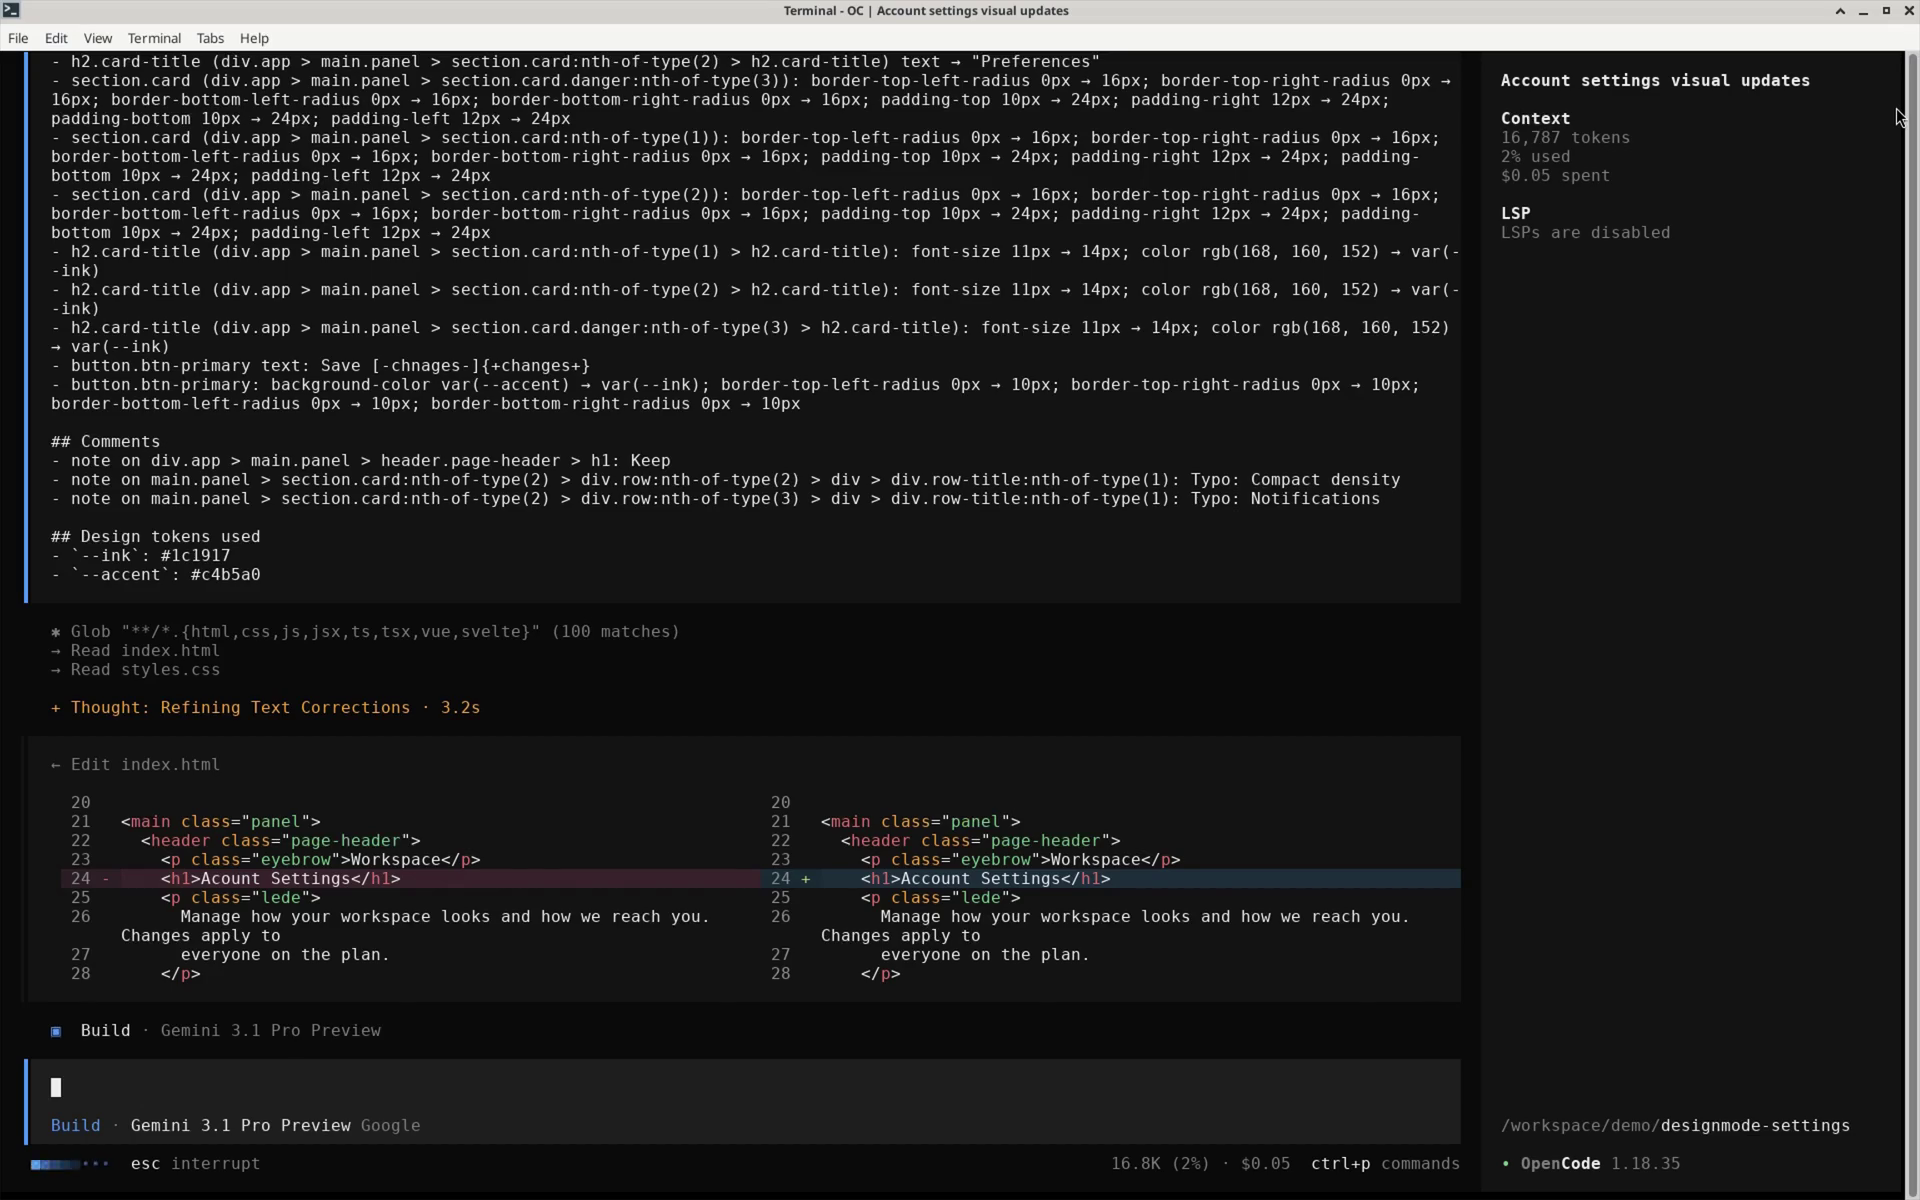 Terminal - OC | Account settings visual updates
File Edit View Terminal Tabs Help
- h2.card-title (div.app > main.panel > section.card:nth-of-type(2) > h2.card-title) text → "Preferences"
- section.card (div.app > main.panel > section.card.danger:nth-of-type(3)): border-top-left-radius 0px → 16px; border-top-right-radius 0px →
16px; border-bottom-left-radius 0px → 16px; border-bottom-right-radius 0px → 16px; padding-top 10px → 24px; padding-right 12px → 24px;
padding-bottom 10px → 24px; padding-left 12px → 24px
- section.card (div.app > main.panel > section.card:nth-of-type(1)): border-top-left-radius 0px → 16px; border-top-right-radius 0px → 16px;
border-bottom-left-radius 0px → 16px; border-bottom-right-radius 0px → 16px; padding-top 10px → 24px; padding-right 12px → 24px; padding-
bottom 10px → 24px; padding-left 12px → 24px
- section.card (div.app > main.panel > section.card:nth-of-type(2)): border-top-left-radius 0px → 16px; border-top-right-radius 0px → 16px;
border-bottom-left-radius 0px → 16px; border-bottom-right-radius 0px → 16px; padding-top 10px → 24px; padding-right 12px → 24px; padding-
bottom 10px → 24px; padding-left 12px → 24px
- h2.card-title (div.app > main.panel > section.card:nth-of-type(1) > h2.card-title): font-size 11px → 14px; color rgb(168, 160, 152) → var(-
-ink)
- h2.card-title (div.app > main.panel > section.card:nth-of-type(2) > h2.card-title): font-size 11px → 14px; color rgb(168, 160, 152) → var(-
-ink)
- h2.card-title (div.app > main.panel > section.card.danger:nth-of-type(3) > h2.card-title): font-size 11px → 14px; color rgb(168, 160, 152)
→ var(--ink)
- button.btn-primary text: Save [-chnages-]{+changes+}
- button.btn-primary: background-color var(--accent) → var(--ink); border-top-left-radius 0px → 10px; border-top-right-radius 0px → 10px;
border-bottom-left-radius 0px → 10px; border-bottom-right-radius 0px → 10px
## Comments
- note on div.app > main.panel > header.page-header > h1: Keep
- note on main.panel > section.card:nth-of-type(2) > div.row:nth-of-type(2) > div > div.row-title:nth-of-type(1): Typo: Compact density
- note on main.panel > section.card:nth-of-type(2) > div.row:nth-of-type(3) > div > div.row-title:nth-of-type(1): Typo: Notifications
## Design tokens used
- `--ink`: #1c1917
- `--accent`: #c4b5a0
✱ Glob "**/*.{html,css,js,jsx,ts,tsx,vue,svelte}" (100 matches)
→ Read index.html
→ Read styles.css
+ Thought: Refining Text Corrections · 3.2s
← Edit index.html
20
21 <main class="panel">
22 <header class="page-header">
23 <p class="eyebrow">Workspace</p>
24 - <h1>Acount Settings</h1>
25 <p class="lede">
26 Manage how your workspace looks and how we reach you.
Changes apply to
27 everyone on the plan.
28 </p>
20
21 <main class="panel">
22 <header class="page-header">
23 <p class="eyebrow">Workspace</p>
24 + <h1>Account Settings</h1>
25 <p class="lede">
26 Manage how your workspace looks and how we reach you.
Changes apply to
27 everyone on the plan.
28 </p>
▣ Build · Gemini 3.1 Pro Preview
Build · Gemini 3.1 Pro Preview Google
esc interrupt
16.8K (2%) · $0.05 ctrl+p commands
Account settings visual updates
Context
16,787 tokens
2% used
$0.05 spent
LSP
LSPs are disabled
/workspace/demo/designmode-settings
• OpenCode 1.18.35